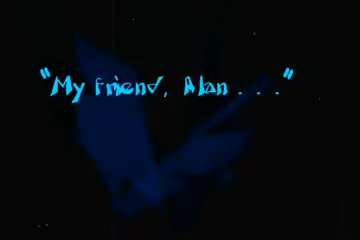 "My friend, Alan . . ."